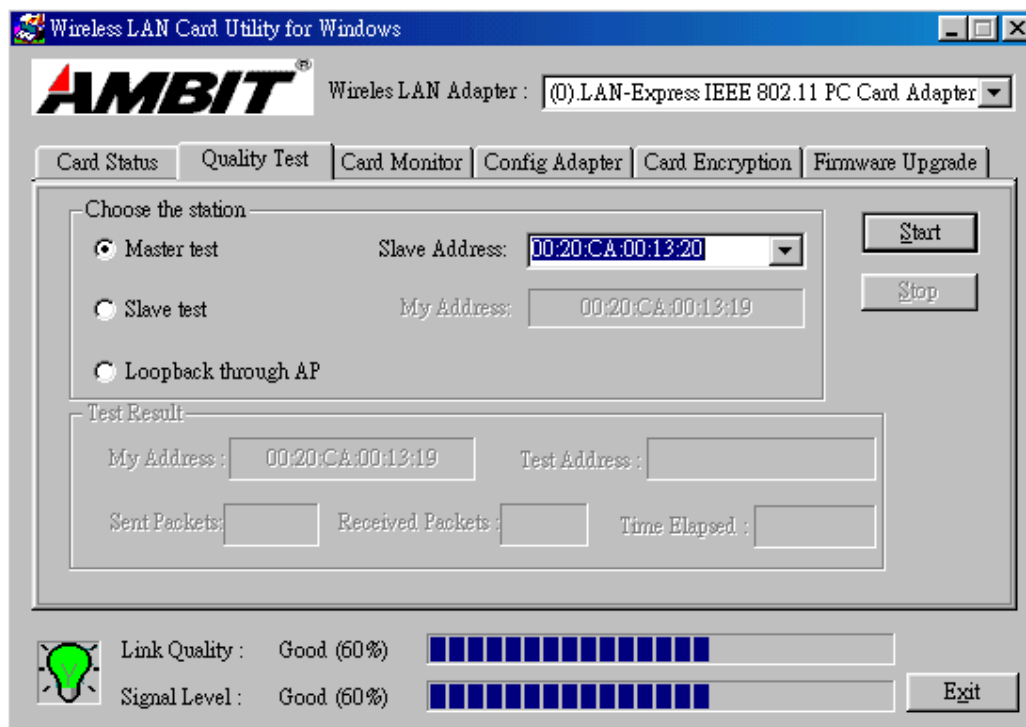 Wireless LAN Card Utility for Windows
AMBIT®
Wireles LAN Adapter : (0).LAN-Express IEEE 802.11 PC Card Adapter
Card Status Quality Test Card Monitor Config Adapter Card Encryption Firmware Upgrade
Choose the station
Master test Slave Address: 00:20:CA:00:13:20 Start
Slave test My Address: 00:20:CA:00:13:19 Stop
Loopback through AP
Test Result
My Address : 00:20:CA:00:13:19 Test Address :
Sent Packets: Received Packets : Time Elapsed :
Link Quality : Good (60%)
Signal Level : Good (60%) Exit